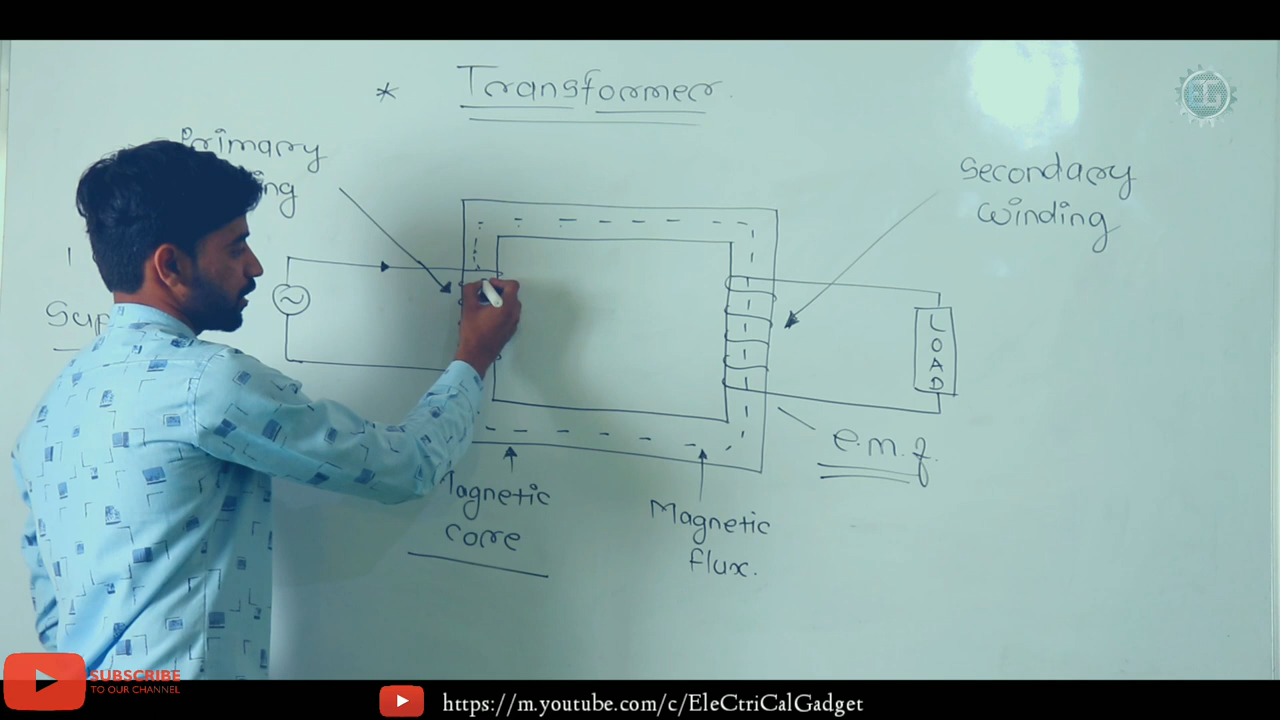 * Transformer.
Primary
Secondary
winding
LOAD
e.m.f.
Magnetic
core
Magnetic
flux.
SUBSCRIBE
TO OUR CHANNEL
https://m.youtube.com/c/EleCtriCalGadget